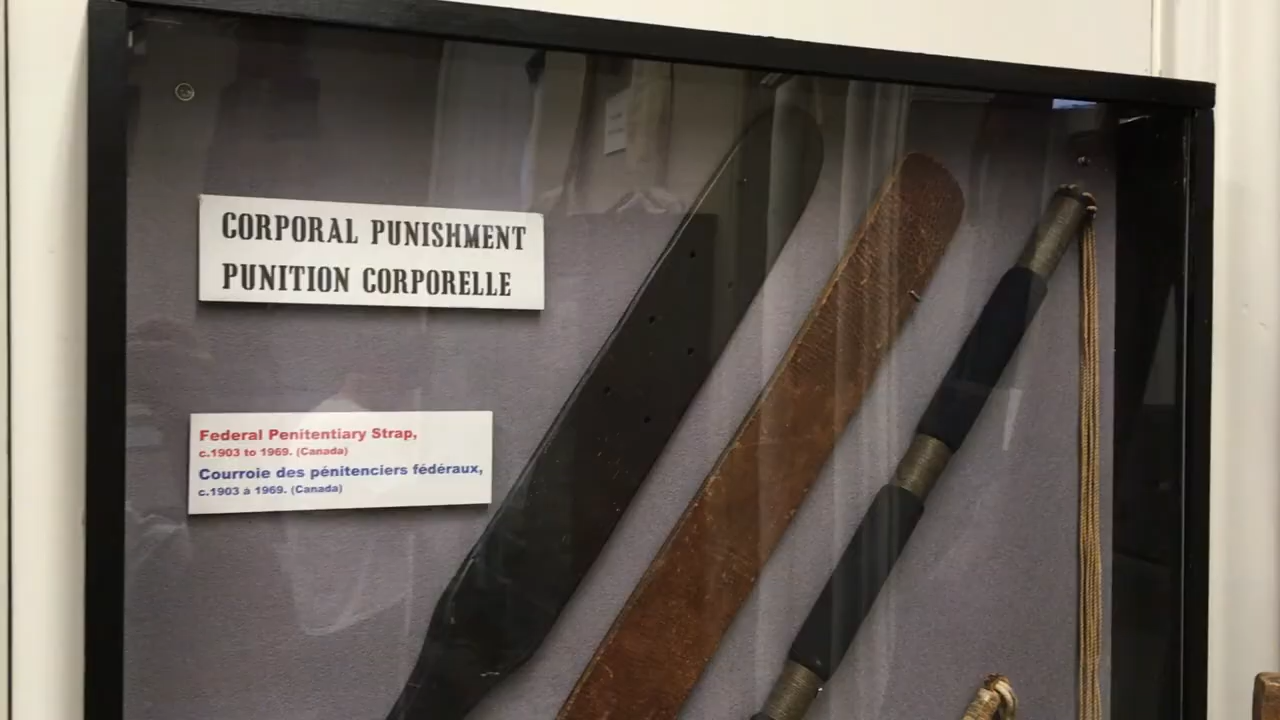 CORPORAL PUNISHMENT
PUNITION CORPORELLE
Federal Penitentiary Strap,
c.1903 to 1969. (Canada)
Courroie des pénitenciers fédéraux,
c.1903 à 1969. (Canada)